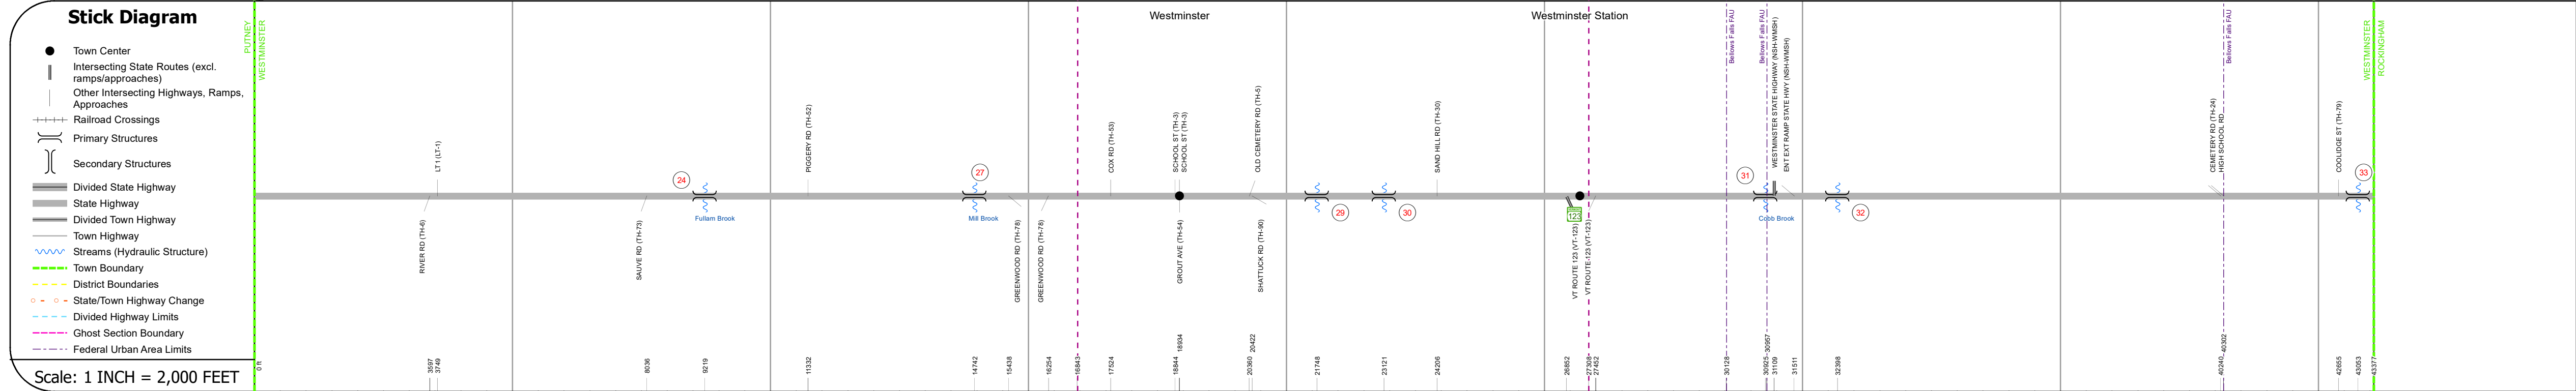 Stick Diagram
Town Center
Intersecting State Routes (excl.
ramps/approaches)
Other Intersecting Highways, Ramps,
Approaches
Railroad Crossings
Primary Structures
Secondary Structures
Divided State Highway
State Highway
Divided Town Highway
Town Highway
Streams (Hydraulic Structure)
Town Boundary
District Boundaries
State/Town Highway Change
Divided Highway Limits
Ghost Section Boundary
Federal Urban Area Limits
Scale: 1 INCH = 2,000 FEET
PUTNEY
WESTMINSTER
Westminster
Westminster Station
Bellows Falls FAU
Bellows Falls FAU
Bellows Falls FAU
WESTMINSTER
ROCKINGHAM
LT 1 (LT-1)
PIGGERY RD (TH-52)
COX RD (TH-53)
SCHOOL ST (TH-3)
SCHOOL ST (TH-3)
OLD CEMETERY RD (TH-5)
SAND HILL RD (TH-30)
WESTMINSTER STATE HIGHWAY (NSH-WMSH)
ENT EXT RAMP STATE HWY (NSH-WMSH)
CEMETERY RD (TH-24)
HIGH SCHOOL RD
COOLIDGE ST (TH-79)
24
27
29
30
31
32
33
Fullam Brook
Mill Brook
Cobb Brook
123
RIVER RD (TH-6)
SAUVE RD (TH-73)
GREENWOOD RD (TH-78)
GREENWOOD RD (TH-78)
GROUT AVE (TH-54)
SHATTUCK RD (TH-90)
VT ROUTE 123 (VT-123)
VT ROUTE-123 (VT-123)
0 ft
3597
3749
8036
9219
11332
14742
15438
16254
16843
17524
18844
18934
20360
20422
21748
23121
24206
26852
27308
27452
30128
30925
30957
31109
31511
32398
40240
40302
42655
43053
43377